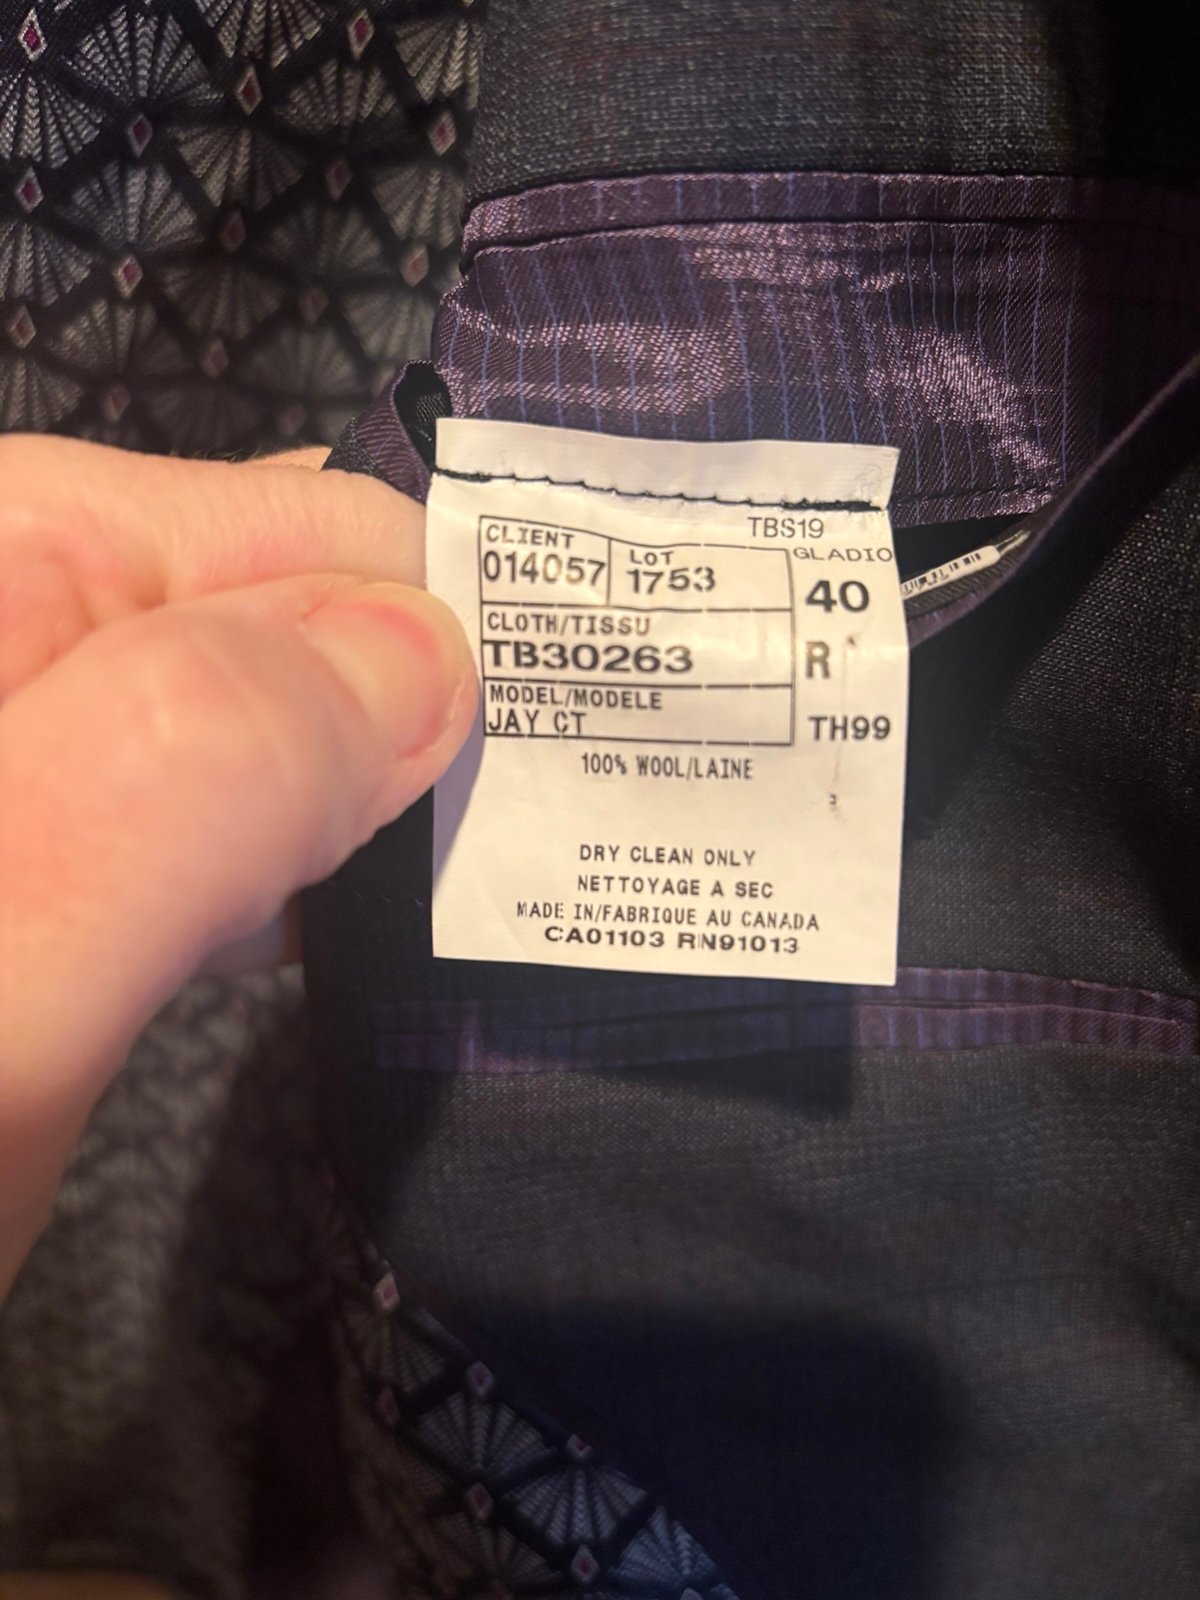 TBS19
CLIENT
014057
LOT
1753
GLADIO
40
CLOTH/TISSU
TB30263
R
MODEL/MODELE
JAY CT
TH99
100% WOOL/LAINE
DRY CLEAN ONLY
NETTOYAGE A SEC
MADE IN/FABRIQUE AU CANADA
CA01103 RN91013